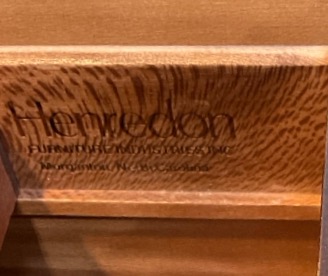 Henredon
FURNITURE INDUSTRIES INC
Morganton, North Carolina